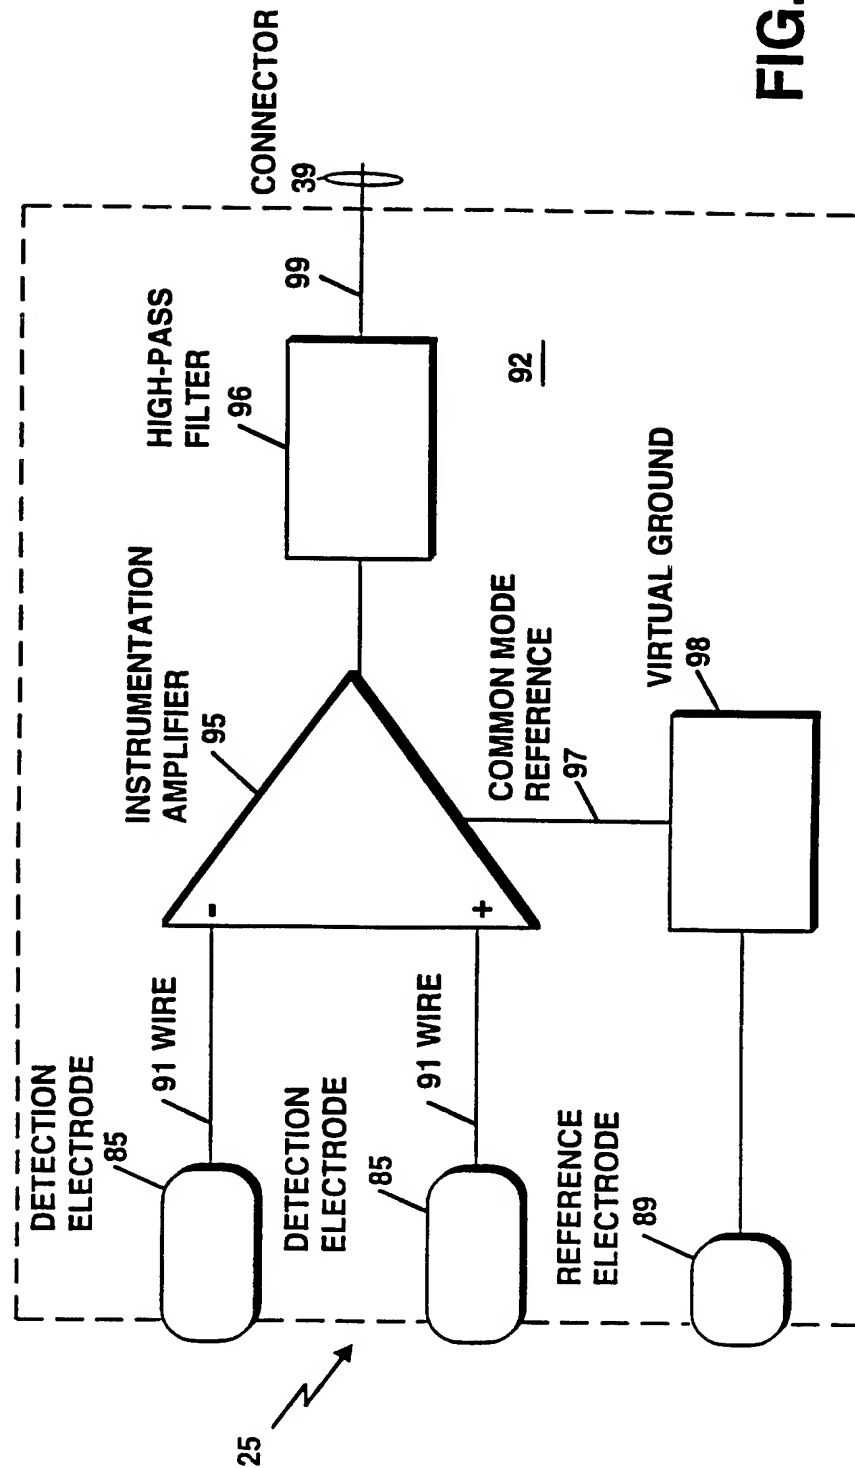 DETECTION
ELECTRODE
85
91 WIRE
INSTRUMENTATION
AMPLIFIER
95
HIGH-PASS
FILTER
96
99
CONNECTOR
39
25
-
+
DETECTION
ELECTRODE
85
91 WIRE
92
COMMON MODE
REFERENCE
97
REFERENCE
ELECTRODE
89
VIRTUAL GROUND
98
FIG.